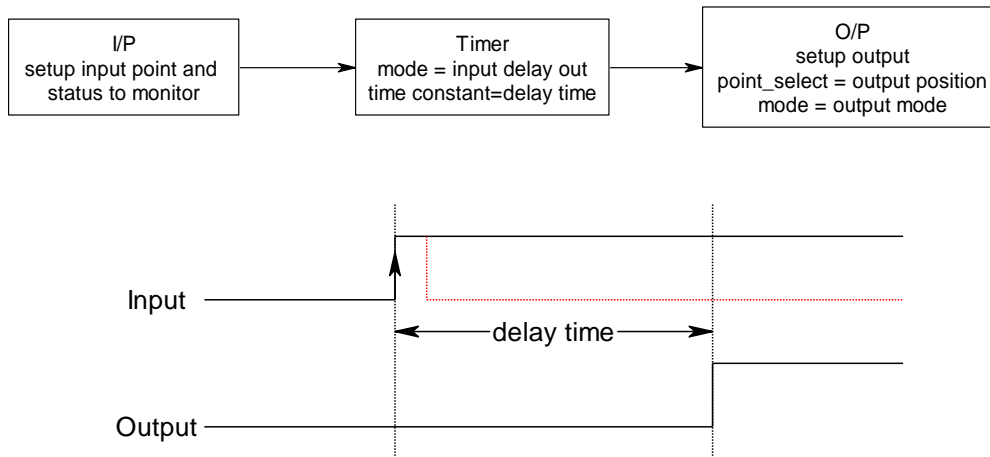 I/P
setup input point and
status to monitor
Timer
mode = input delay out
time constant=delay time
O/P
setup output
point_select = output position
mode = output mode
Input
delay time
Output